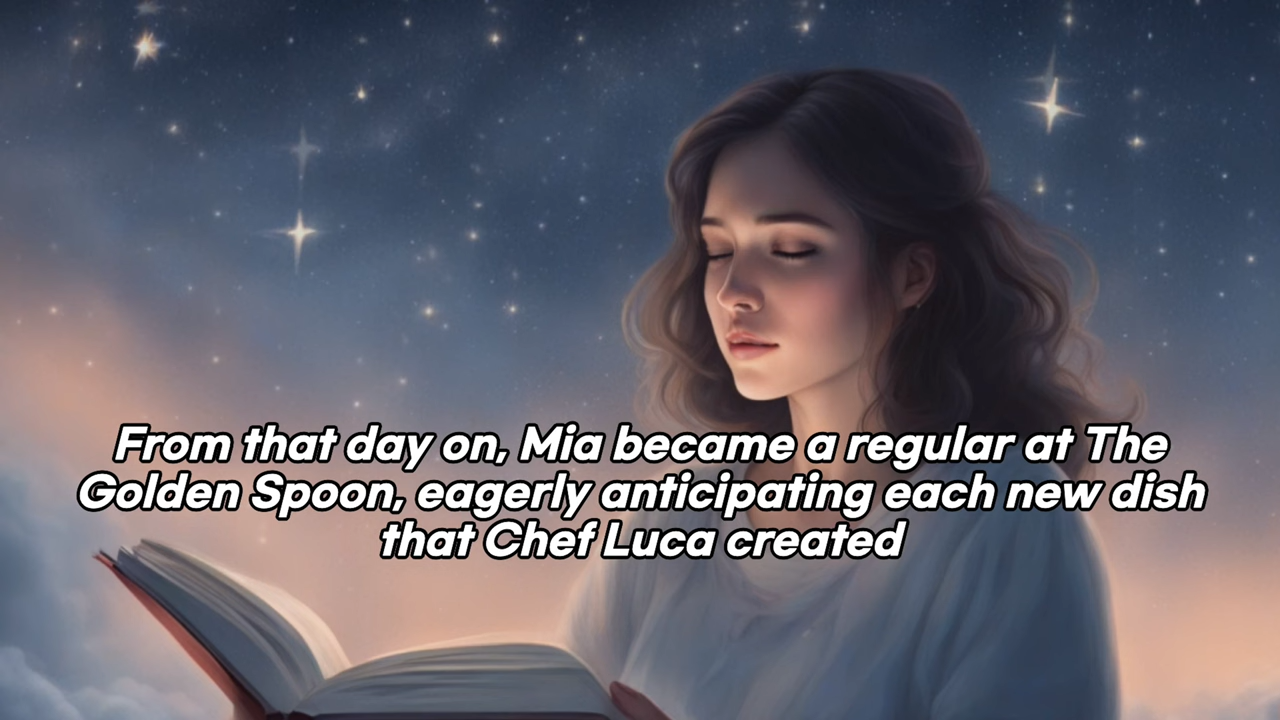 From that day on, Mia became a regular at The
Golden Spoon, eagerly anticipating each new dish
that Chef Luca created